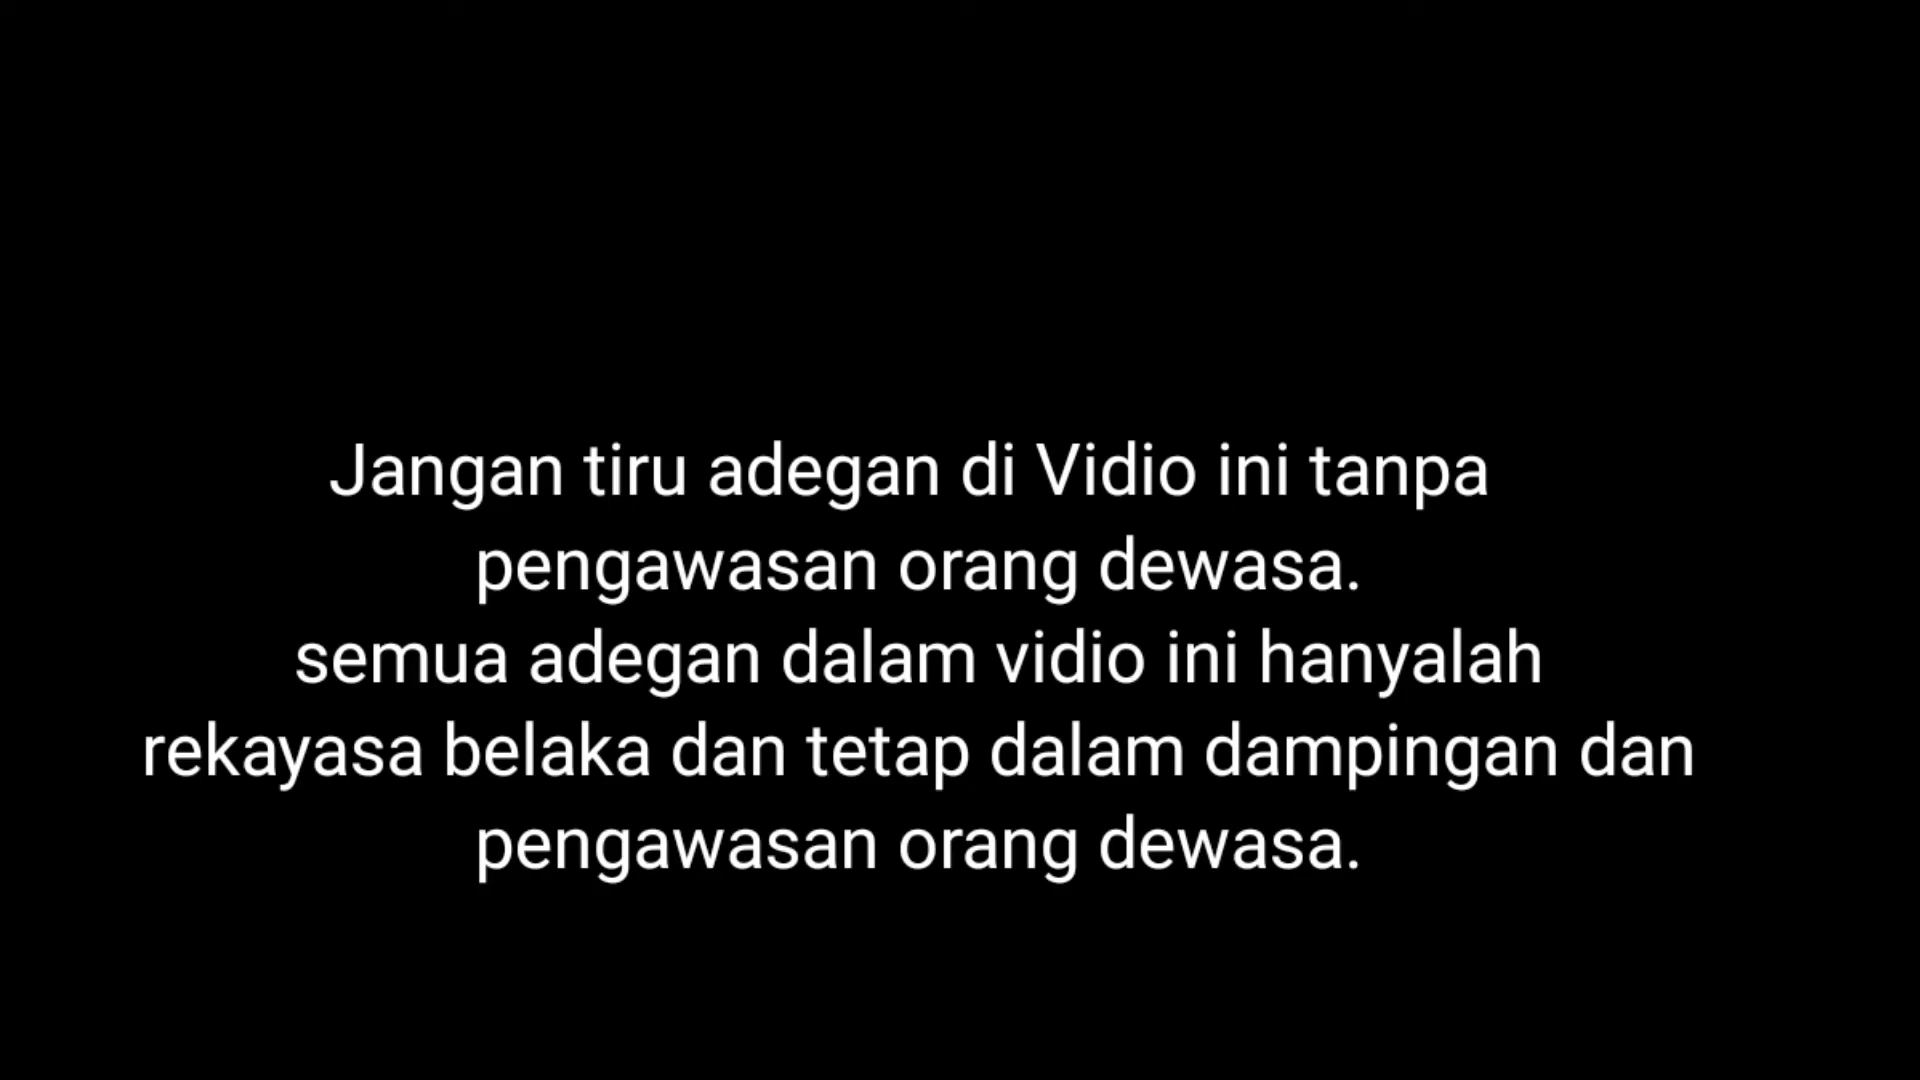 Jangan tiru adegan di Vidio ini tanpa
pengawasan orang dewasa.
semua adegan dalam vidio ini hanyalah
rekayasa belaka dan tetap dalam dampingan dan
pengawasan orang dewasa.